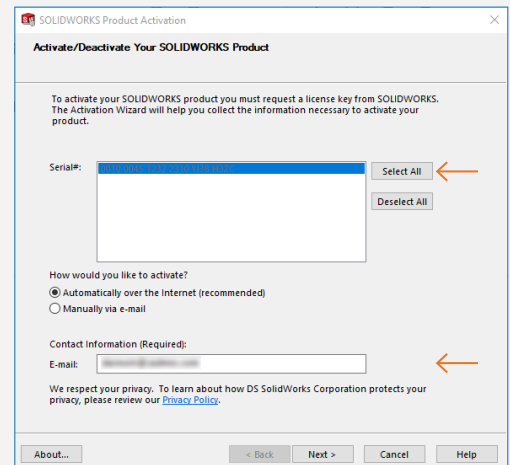 SOLIDWORKS Product Activation
Activate/Deactivate Your SOLIDWORKS Product
To activate your SOLIDWORKS product you must request a license key from SOLIDWORKS.
The Activation Wizard will help you collect the information necessary to activate your
product.
Serial#:
Select All
Deselect All
How would you like to activate?
Automatically over the Internet (recommended)
Manually via e-mail
Contact Information (Required):
E-mail:
We respect your privacy. To learn about how DS SolidWorks Corporation protects your
privacy, please review our Privacy Policy.
About... < Back Next > Cancel Help